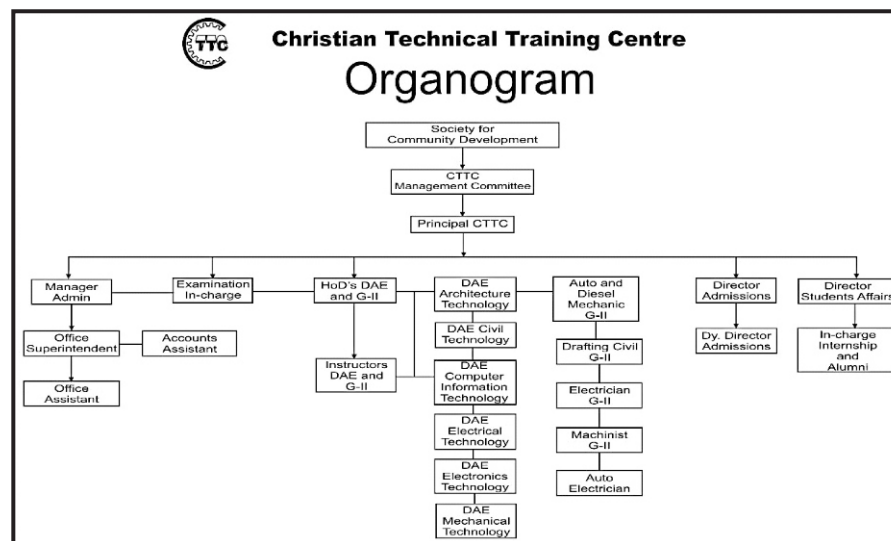 TTC
Christian Technical Training Centre
Organogram
Society for
Community Development
CTTC
Management Committee
Principal CTTC
Manager
Admin
Examination
In-charge
HoD's DAE
and G-II
DAE
Architecture
Technology
Auto and
Diesel
Mechanic
G-II
Director
Admissions
Director
Students Affairs
Office
Superintendent
Accounts
Assistant
Office
Assistant
Instructors
DAE and
G-II
DAE Civil
Technology
DAE
Computer
Information
Technology
DAE
Electrical
Technology
DAE
Electronics
Technology
DAE
Mechanical
Technology
Drafting Civil
G-II
Electrician
G-II
Machinist
G-II
Auto
Electrician
Dy. Director
Admissions
In-charge
Internship
and
Alumni